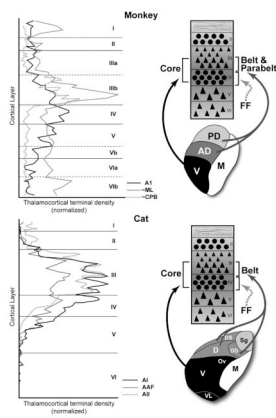 Monkey
Cortical Layer
I
II
IIIa
IIIb
IV
V
Vb
VIa
VIb
Thalamocortical terminal density
(normalized)
A1
ML
CPB
Core
Belt &
Parabelt
FF
PD
AD
V
M
Cat
Cortical Layer
I
II
III
IV
V
VI
Thalamocortical terminal density
(normalized)
AI
AAF
AII
Core
Belt
FF
Sg
D
DD
Ov
V
M
VL